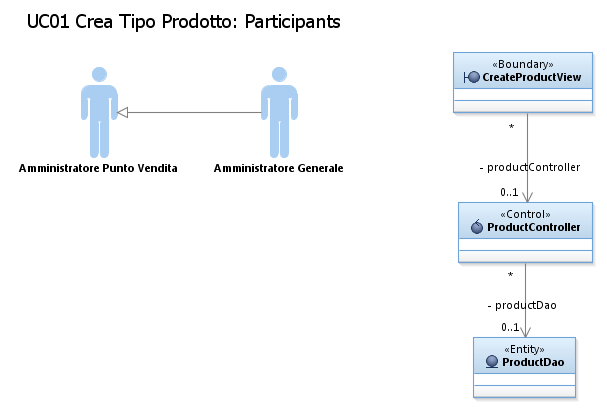 UC01 Crea Tipo Prodotto: Participants
Amministratore Punto Vendita
Amministratore Generale
«Boundary»
CreateProductView
*
- productController
0..1
«Control»
ProductController
*
- productDao
0..1
«Entity»
ProductDao